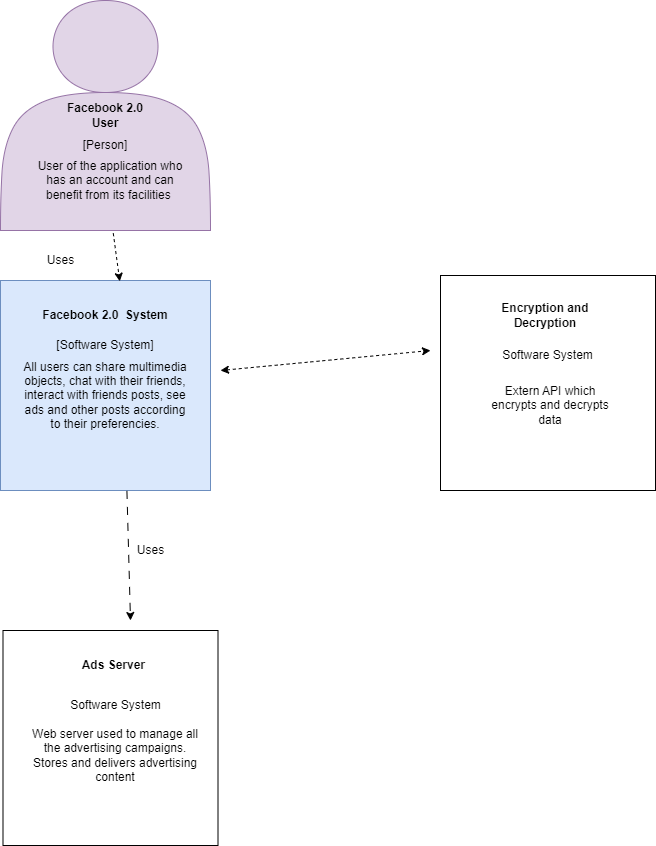 Facebook 2.0
User
[Person]
User of the application who
has an account and can
benefit from its facilities
Uses
Facebook 2.0 System
[Software System]
All users can share multimedia
objects, chat with their friends,
interact with friends posts, see
ads and other posts according
to their preferencies.
Encryption and
Decryption
Software System
Extern API which
encrypts and decrypts
data
Uses
Ads Server
Software System
Web server used to manage all
the advertising campaigns.
Stores and delivers advertising
content